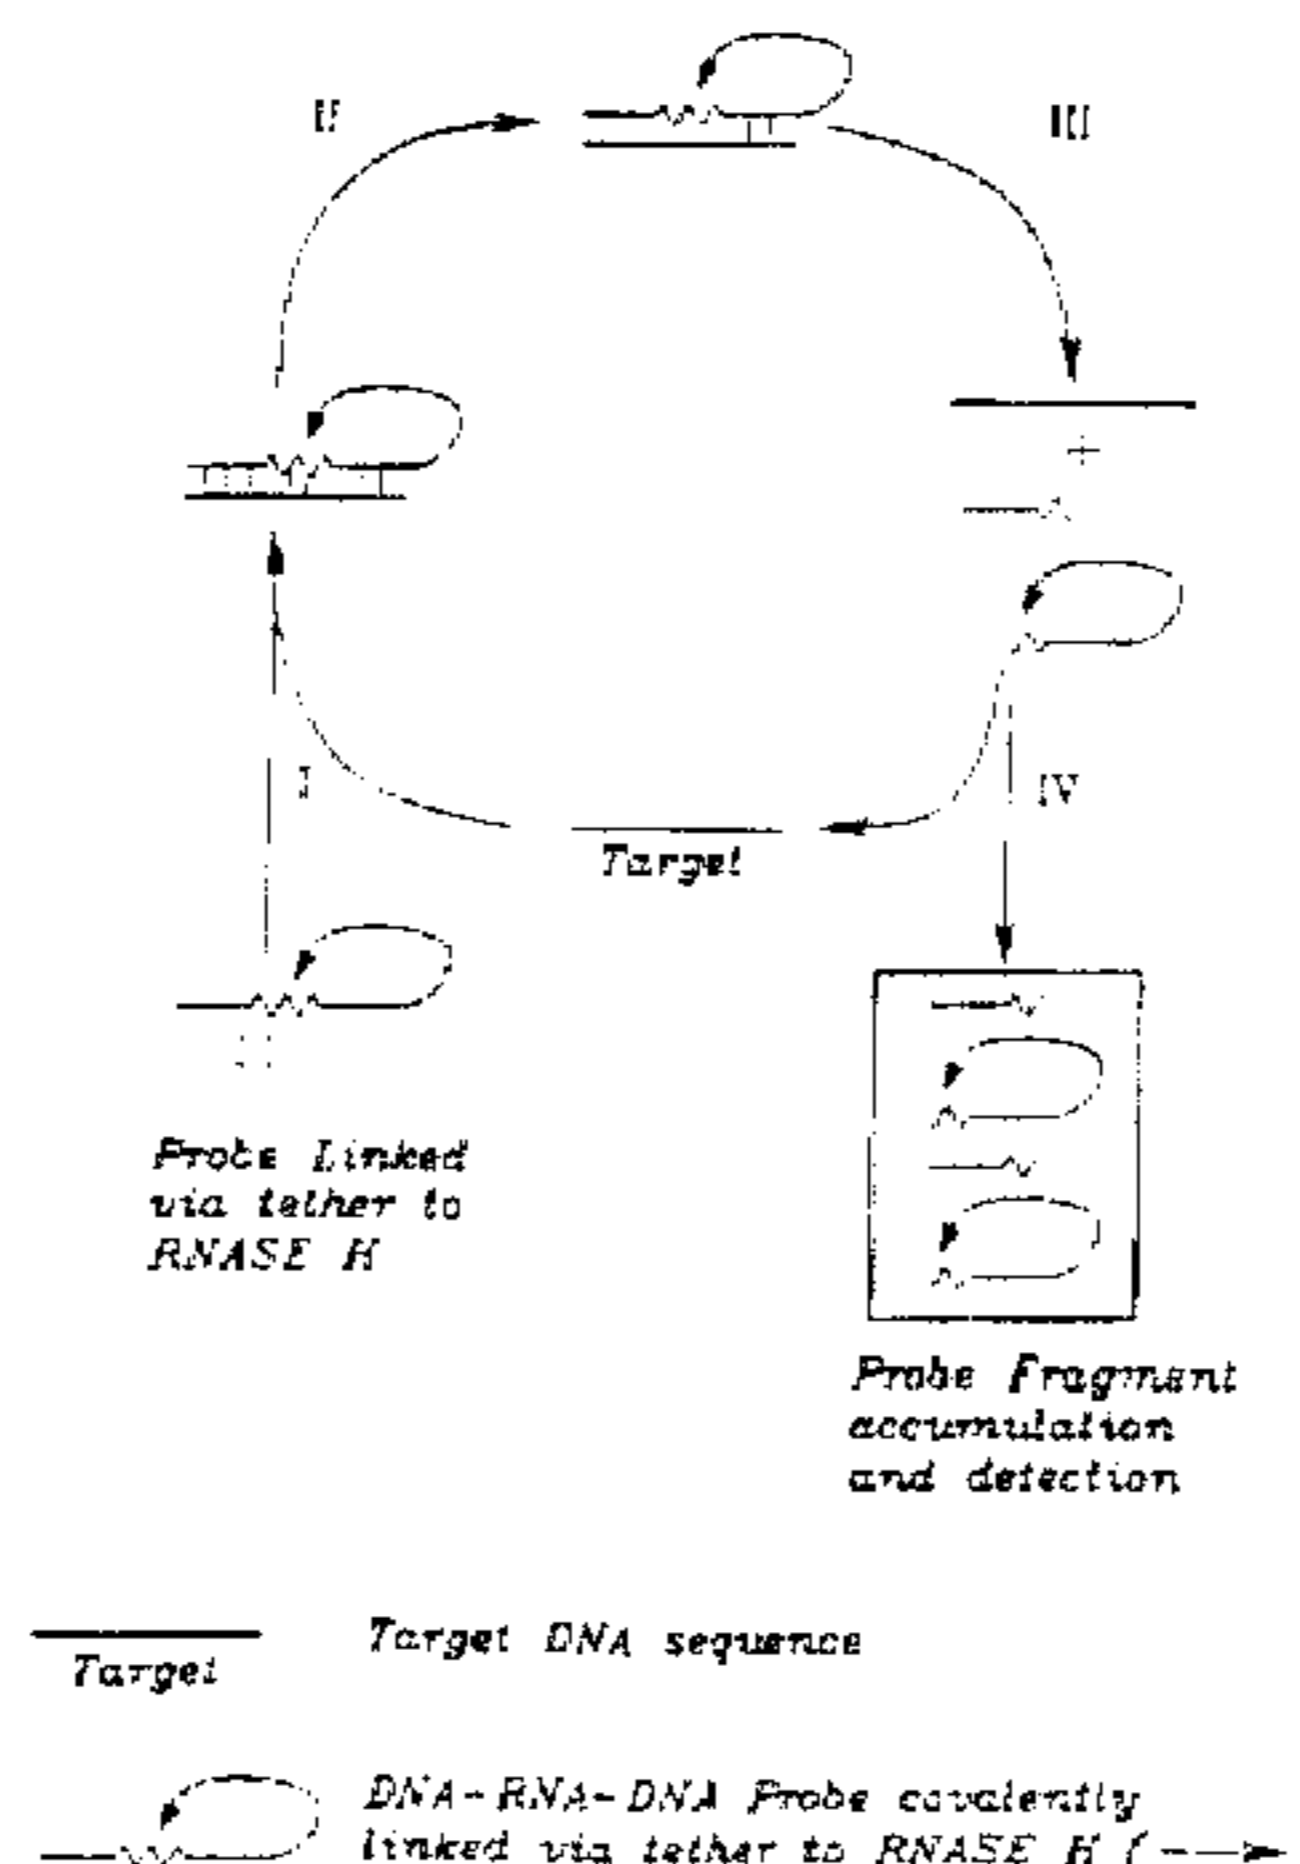 II
III
I
IV
Target
Probe Linked
via tether to
RNASE H
Probe Fragment
accumulation
and detection
Target DNA sequence
Target
DNA-RNA-DNA Probe covalently
linked via tether to RNASE H (